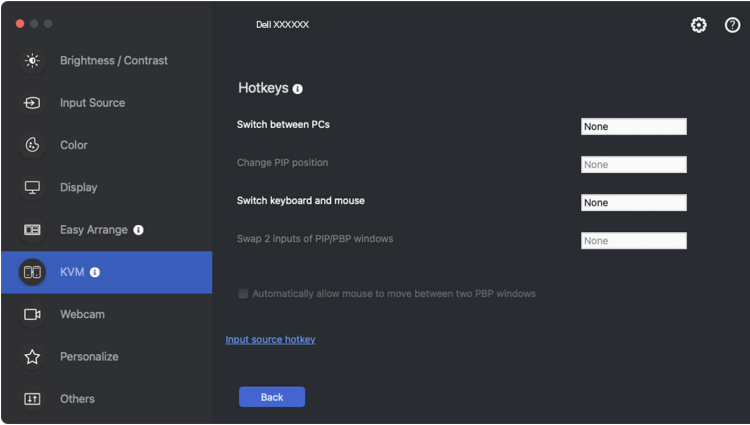 Dell XXXXXX
Brightness / Contrast
Input Source
Color
Display
Easy Arrange
KVM
Webcam
Personalize
Others
Hotkeys
Switch between PCs
None
Change PIP position
None
Switch keyboard and mouse
None
Swap 2 inputs of PIP/PBP windows
None
Automatically allow mouse to move between two PBP windows
Input source hotkey
Back